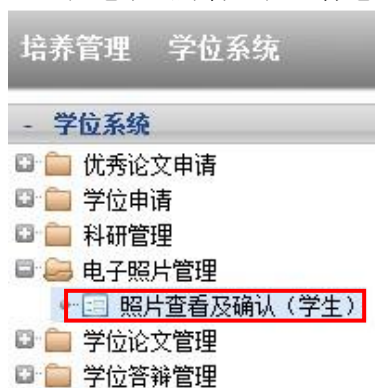 培养管理 学位系统
- 学位系统
优秀论文申请
学位申请
科研管理
电子照片管理
照片查看及确认（学生）
学位论文管理
学位答辩管理